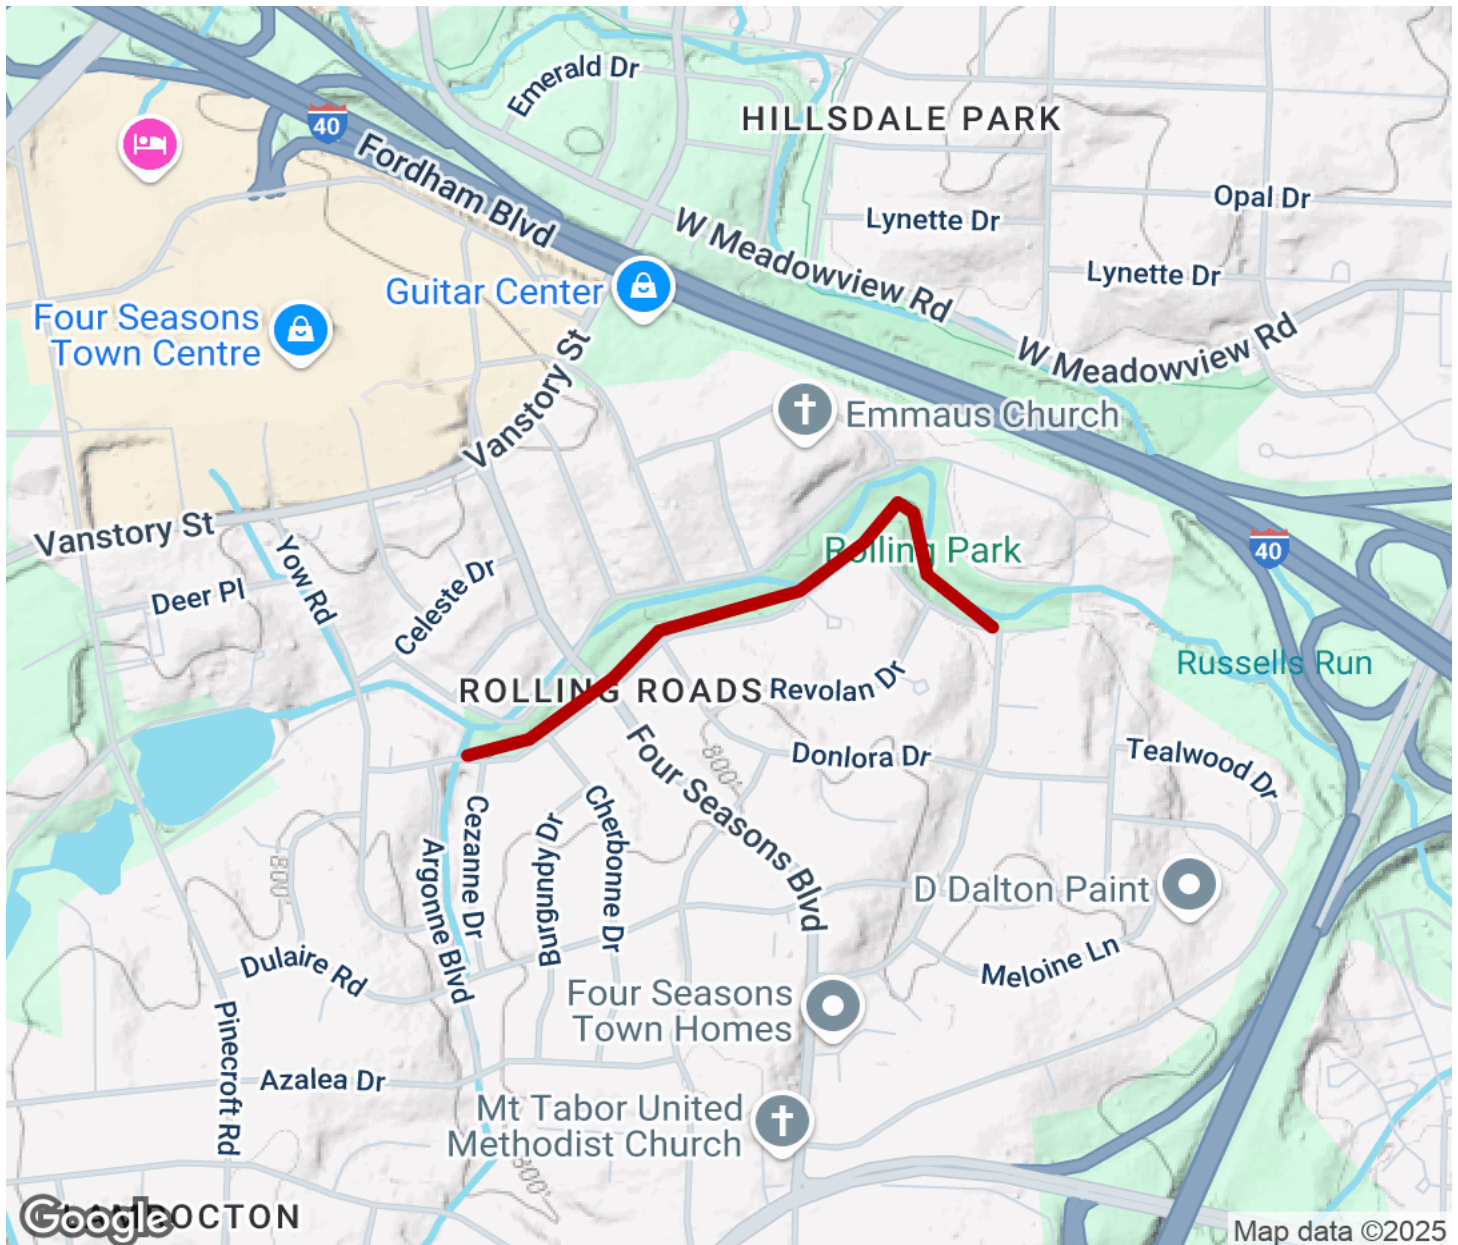 Emerald Dr
HILLSDALE PARK
40
Fordham Blvd
Opal Dr
W Meadowview Rd
Lynette Dr
Lynette Dr
Guitar Center
Four Seasons
Town Centre
W Meadowview Rd
Vanstory St
Emmaus Church
Vanstory St
40
Rolling Park
Yow Rd
Celeste Dr
Deer Pl
Russells Run
ROLLING ROADS
Revolan Dr
Four Seasons Blvd
800'
Donlora Dr
Tealwood Dr
Cezanne Dr
Cherbonne Dr
Burgundy Dr
Argonne Blvd
800'
D Dalton Paint
Dulaire Rd
Meloine Ln
Four Seasons
Town Homes
Pinecroft Rd
Azalea Dr
Mt Tabor United
Methodist Church
800'
Google
Map data ©2025